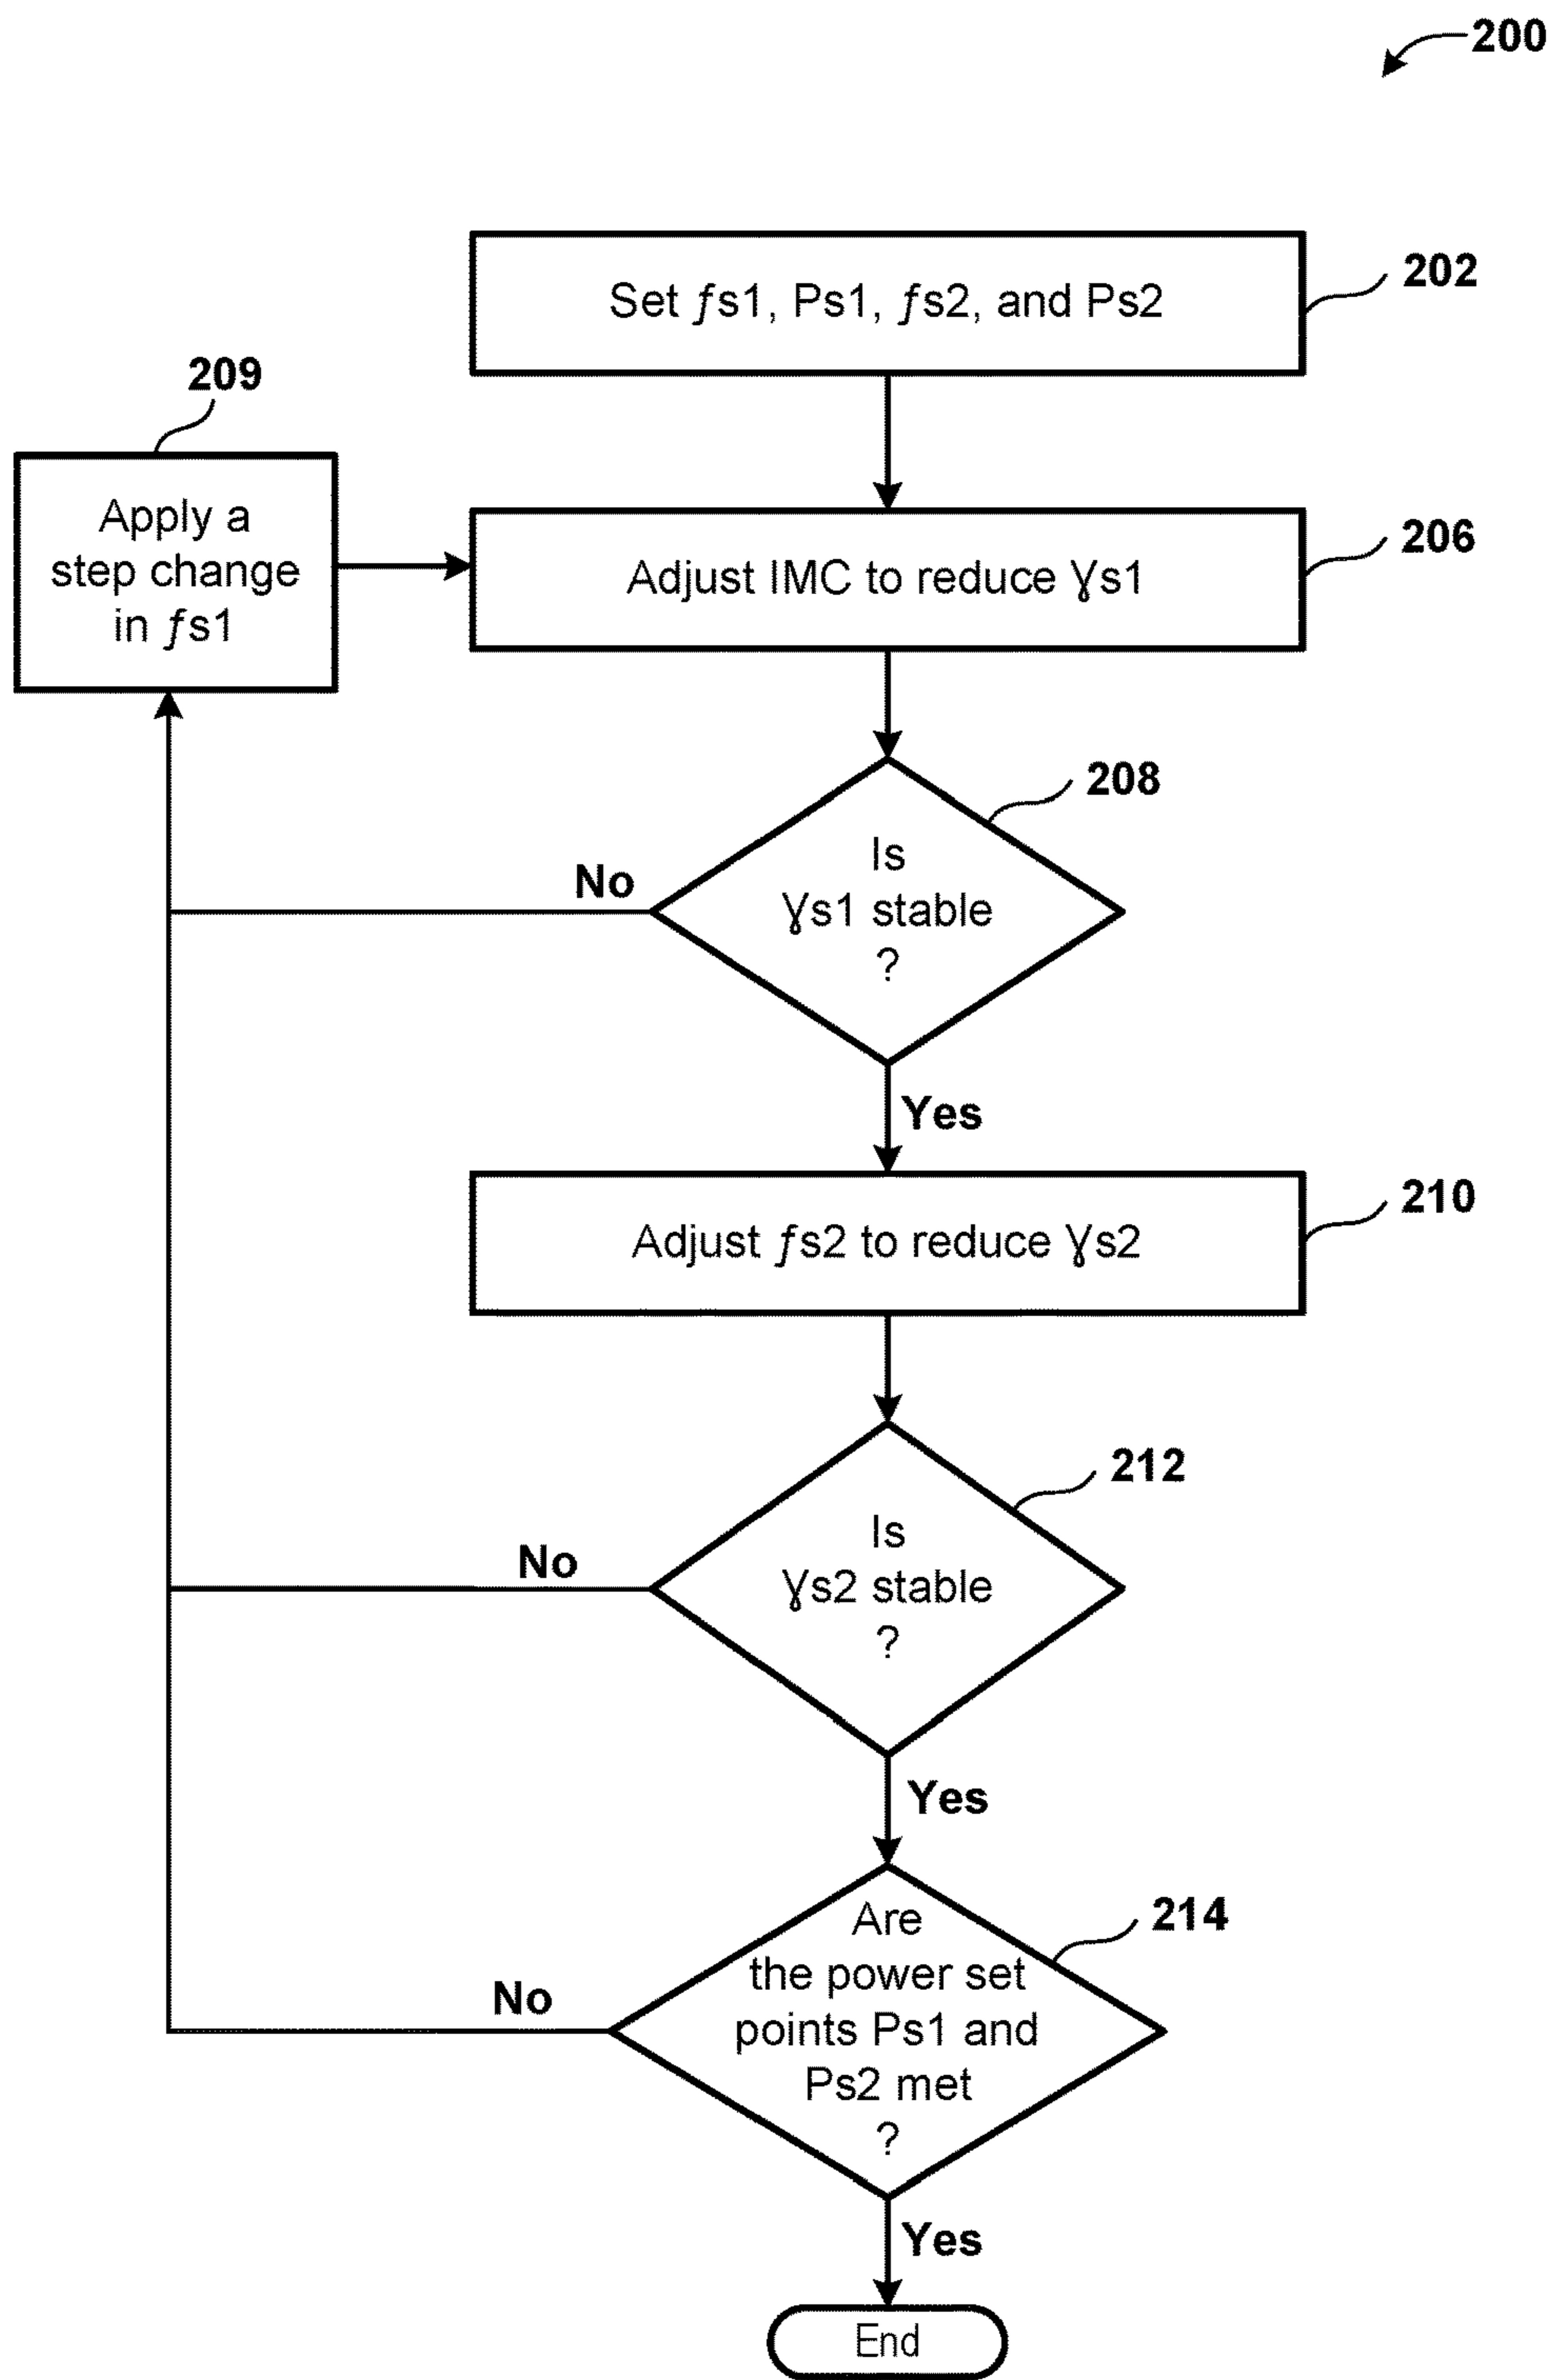 200
Set ƒs1, Ps1, ƒs2, and Ps2
202
209
Apply a
step change
in ƒs1
Adjust IMC to reduce Ɣs1
206
208
Is
Ɣs1 stable
?
No
Yes
Adjust ƒs2 to reduce Ɣs2
210
212
Is
Ɣs2 stable
?
No
Yes
214
Are
the power set
points Ps1 and
Ps2 met
?
No
Yes
End